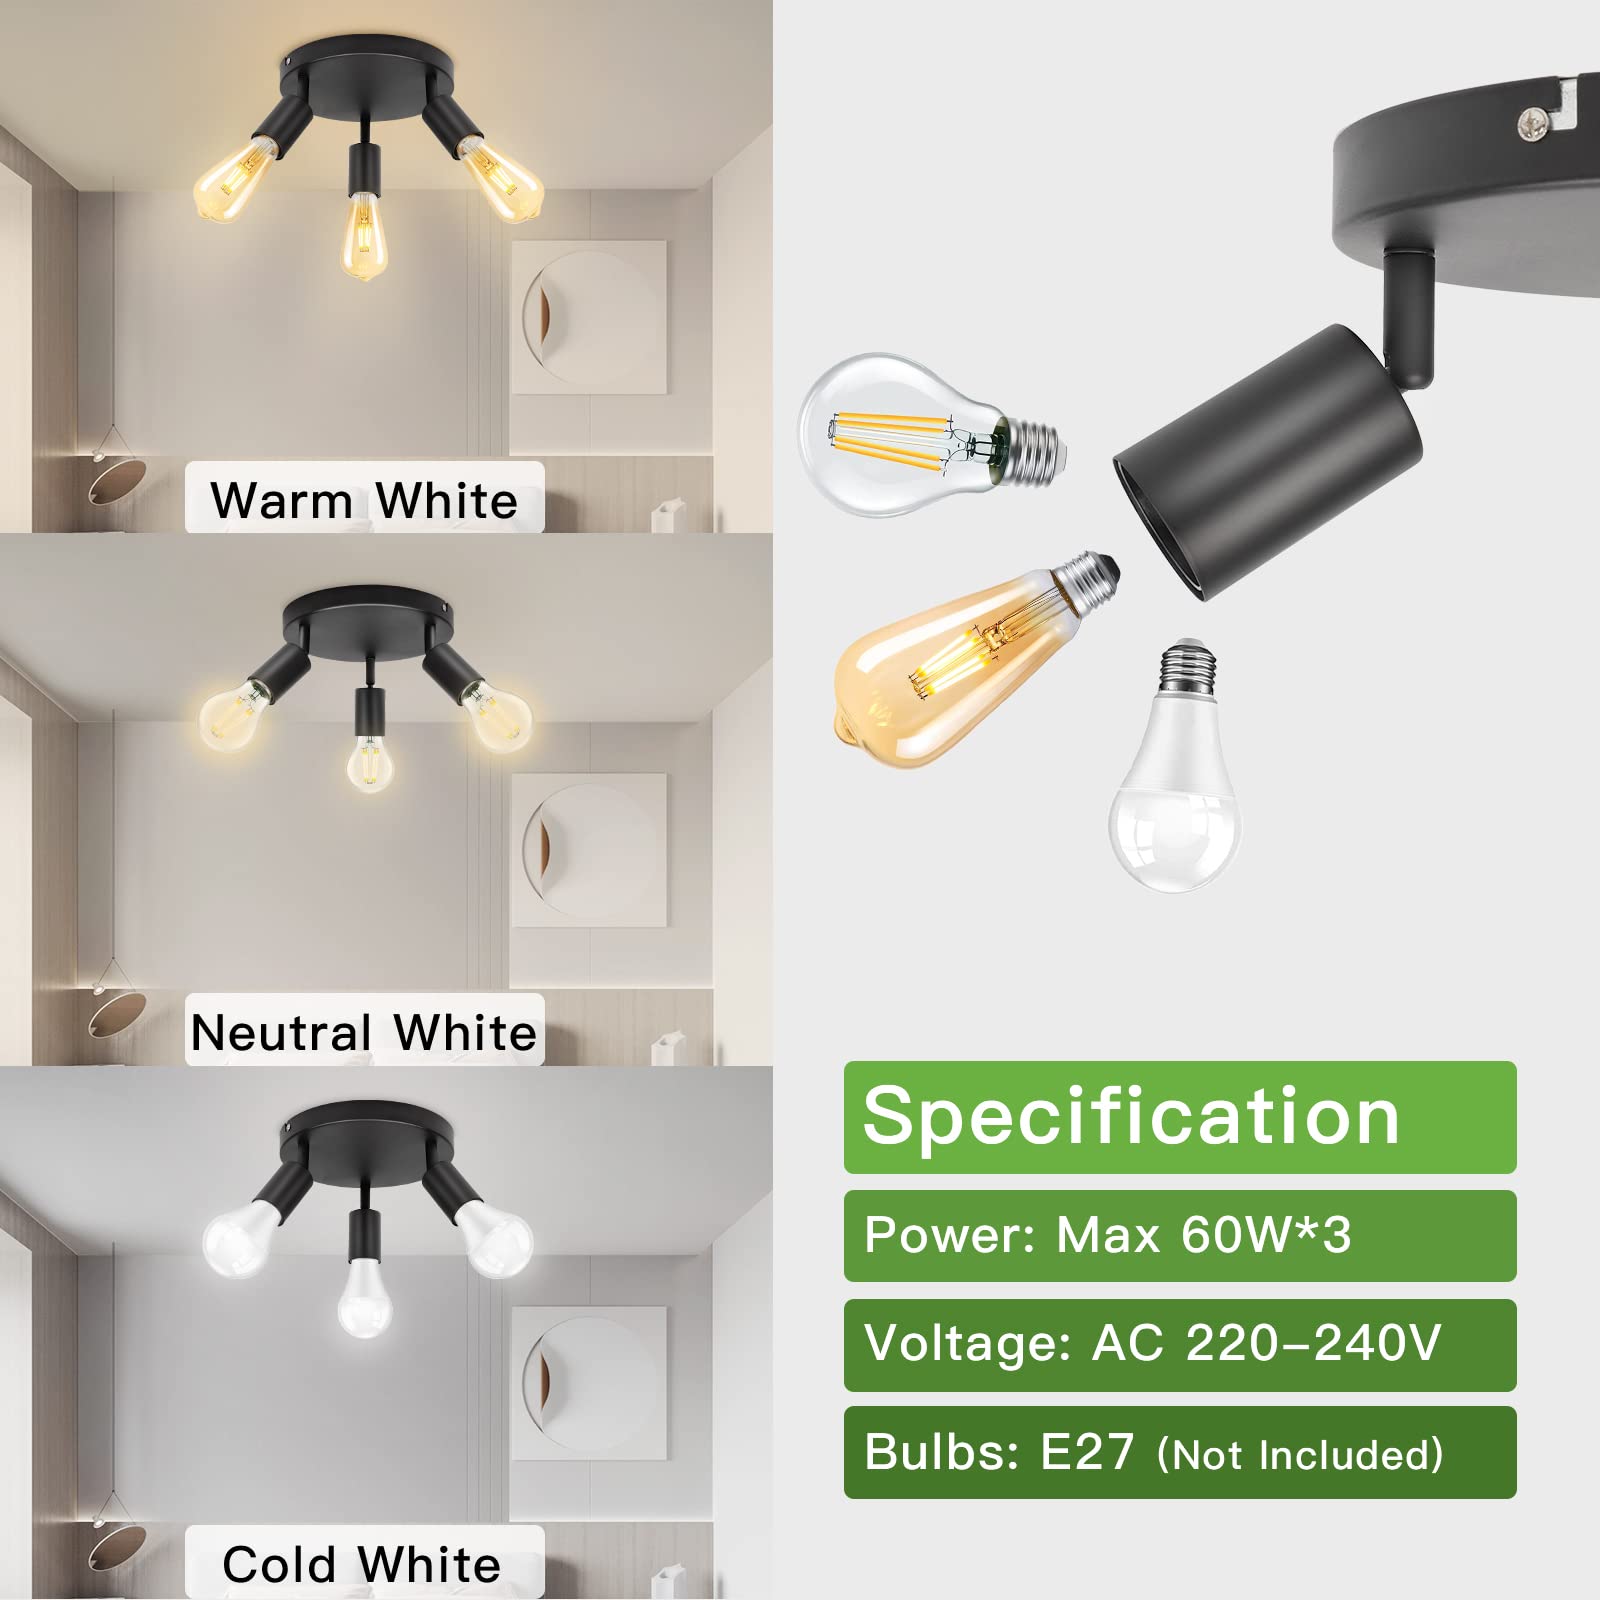 Warm White
Neutral White
Cold White
Specification
Power: Max 60W*3
Voltage: AC 220–240V
Bulbs: E27 (Not Included)